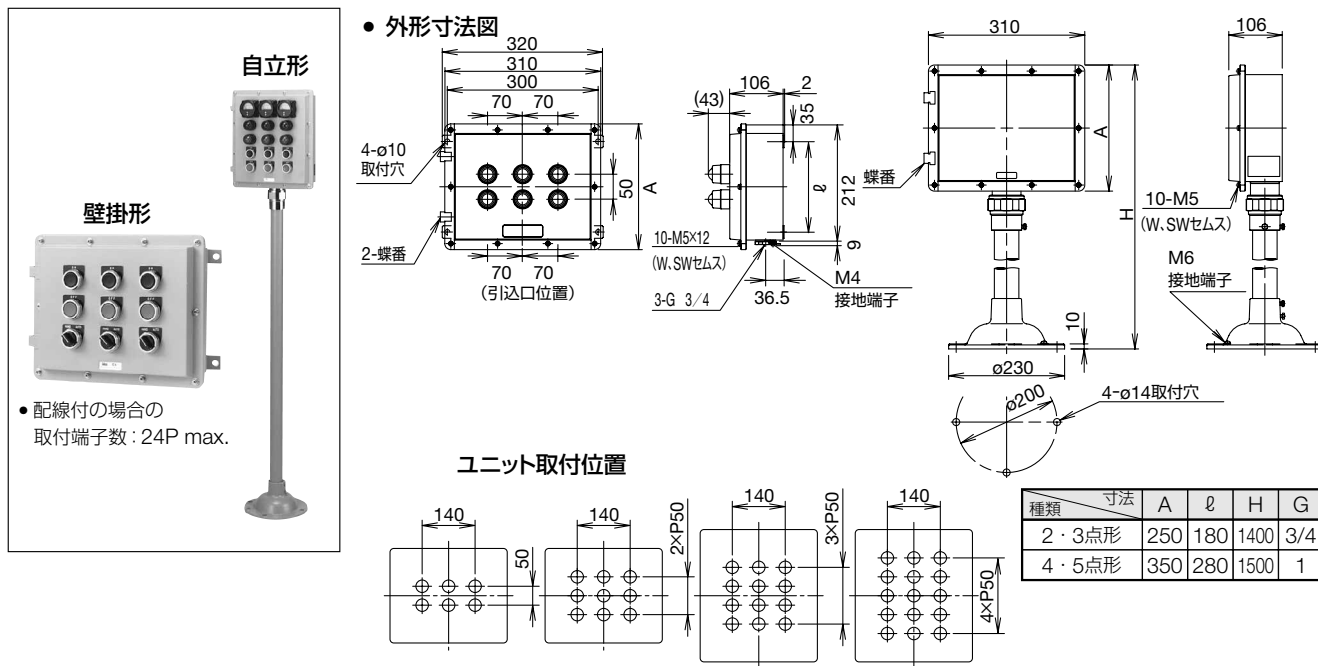 自立形
壁掛形
• 配線付の場合の
取付端子数：24P max.
• 外形寸法図
320
310
300
70 70
4-ø10
取付穴
2-蝶番
50
A
70 70
(引込口位置)
106
2
(43)
35
ℓ
212
9
10-M5×12
(W、SWセムス)
3-G 3/4
36.5
M4
接地端子
310
蝶番
A
H
10
ø230
ø200
4-ø14取付穴
106
10-M5
(W、SWセムス)
M6
接地端子
ユニット取付位置
140
50
140
2×P50
140
3×P50
140
4×P50
種類 寸法 A ℓ H G
2・3点形 250 180 1400 3/4
4・5点形 350 280 1500 1